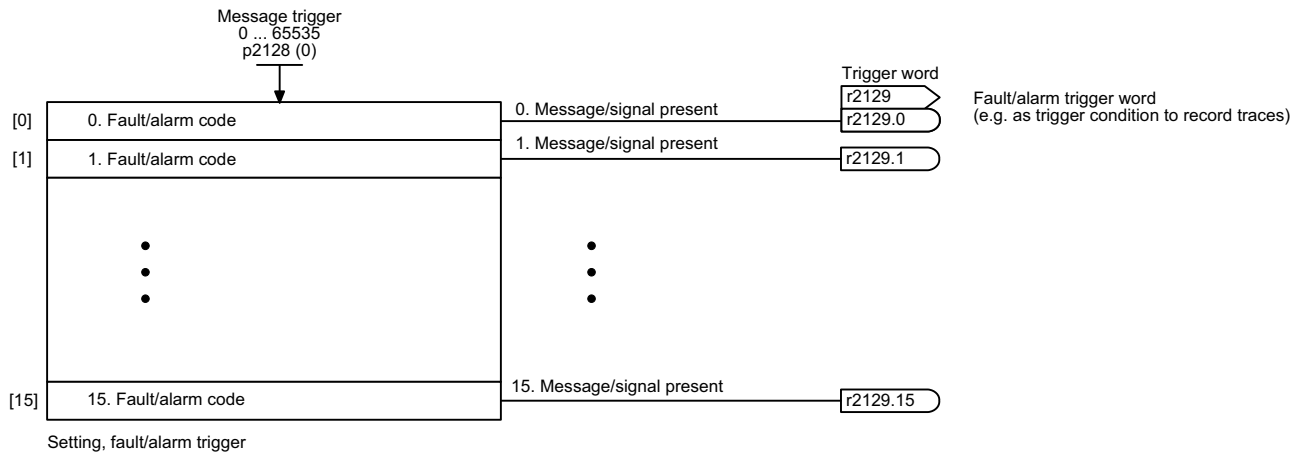 Message trigger
0 ... 65535
p2128 (0)
Trigger word
r2129
Fault/alarm trigger word
(e.g. as trigger condition to record traces)
[0]
0. Fault/alarm code
0. Message/signal present
r2129.0
[1]
1. Fault/alarm code
1. Message/signal present
r2129.1
[15]
15. Fault/alarm code
15. Message/signal present
r2129.15
Setting, fault/alarm trigger